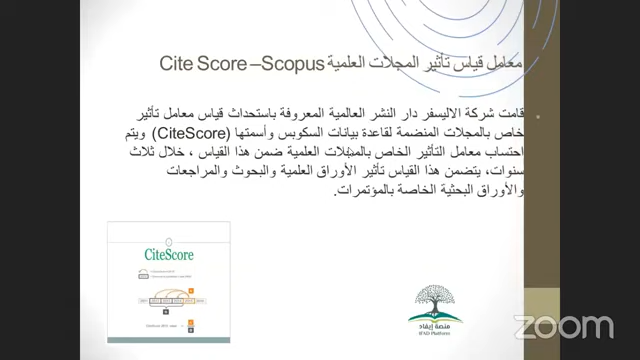 معامل قياس تأثير المجلات العلمية Cite Score –Scopus
قامت شركة الاليسفر دار النشر العالمية المعروفة باستحداث قياس معامل تأثير
خاص بالمجلات المنضمة لقاعدة بيانات السكوبس وأسمتها (CiteScore) ويتم
احتساب معامل التأثير الخاص بالمجلات العلمية ضمن هذا القياس ، خلال ثلاث
سنوات، يتضمن هذا القياس تأثير الأوراق العلمية والبحوث والمراجعات
والأوراق البحثية الخاصة بالمؤتمرات.
CiteScore
منصة إيفاد
IFAD Platform
zoom